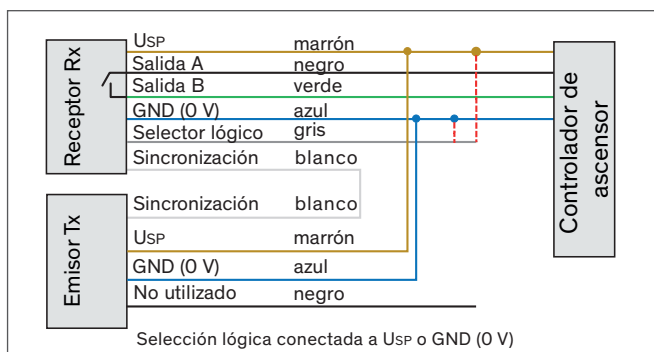 Receptor Rx
USP marrón
Salida A negro
Salida B verde
GND (0 V) azul
Selector lógico gris
Sincronización blanco
Controlador de
ascensor
Emisor Tx
Sincronización blanco
USP marrón
GND (0 V) azul
No utilizado negro
Selección lógica conectada a USP o GND (0 V)